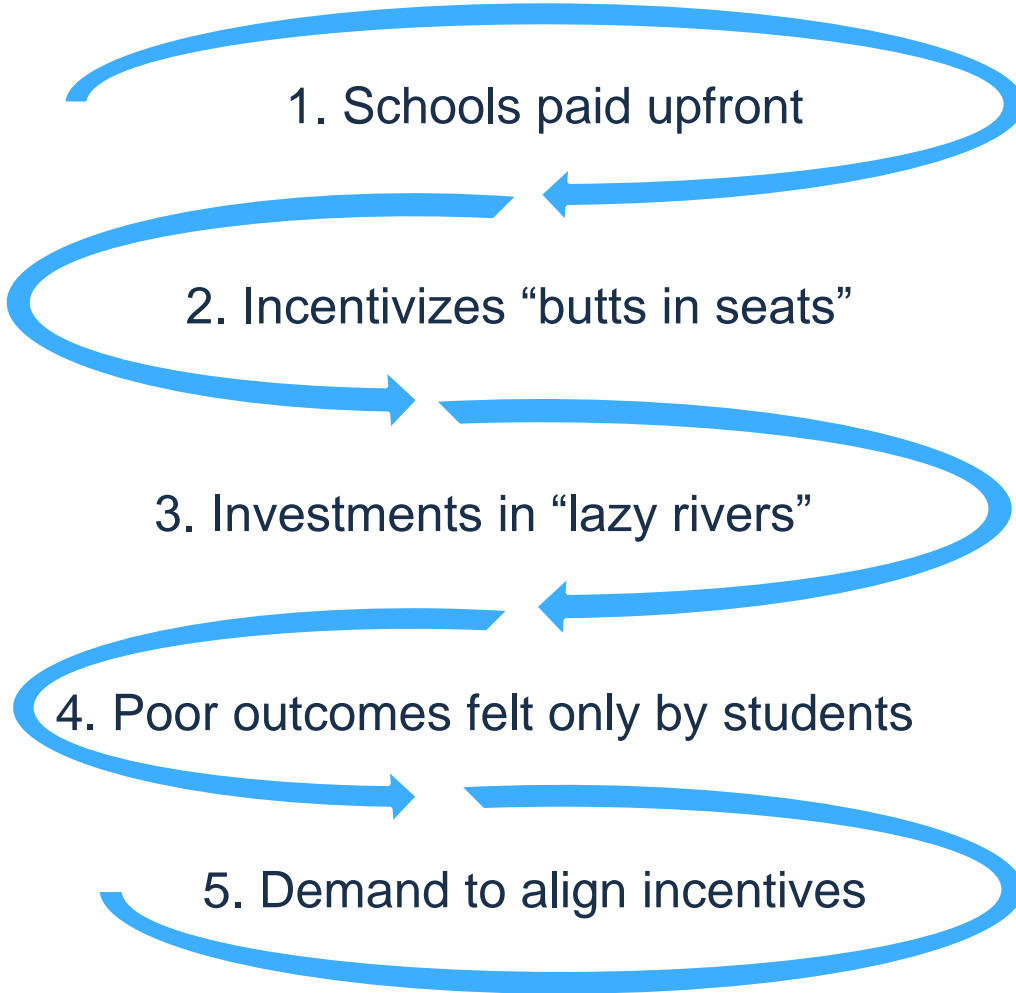 1. Schools paid upfront
2. Incentivizes “butts in seats”
3. Investments in “lazy rivers”
4. Poor outcomes felt only by students
5. Demand to align incentives